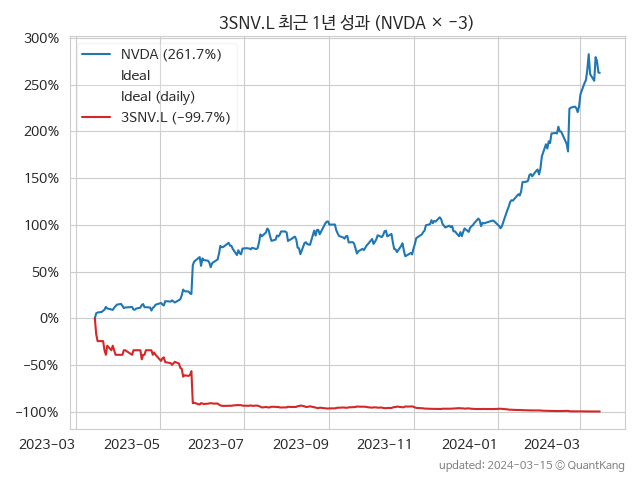 3SNV.L 최근 1년 성과 (NVDA × −3)
300%
250%
200%
150%
100%
50%
0%
−50%
−100%
NVDA (261.7%)
Ideal
Ideal (daily)
3SNV.L (−99.7%)
2023−03
2023−05
2023−07
2023−09
2023−11
2024−01
2024−03
updated: 2024−03−15 © QuantKang